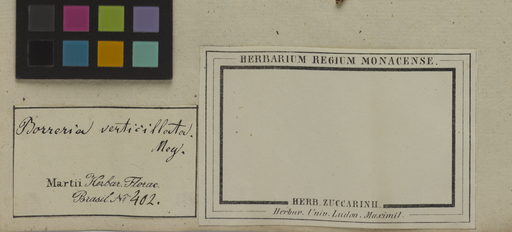 Borreria verticillata.
Mey.
Martii Herbar. Florae
Brasil. No 402.
HERBARIUM REGIUM MONACENSE.
HERB. ZUCCARINII.
Herbar. Univ. Ludov. Maximil.